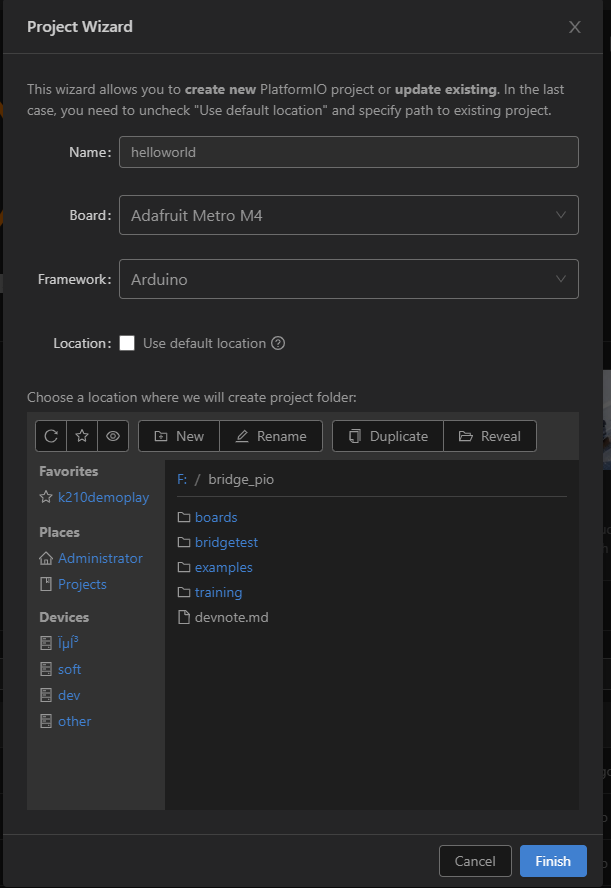 Project Wizard
This wizard allows you to create new PlatformIO project or update existing. In the last
case, you need to uncheck "Use default location" and specify path to existing project.
Name: helloworld
Board: Adafruit Metro M4
Framework: Arduino
Location: Use default location
Choose a location where we will create project folder:
New Rename Duplicate Reveal
Favorites
k210demoplay
Places
Administrator
Projects
Devices
ÏµÍ³
soft
dev
other
F: / bridge_pio
boards
bridgetest
examples
training
devnote.md
Cancel Finish